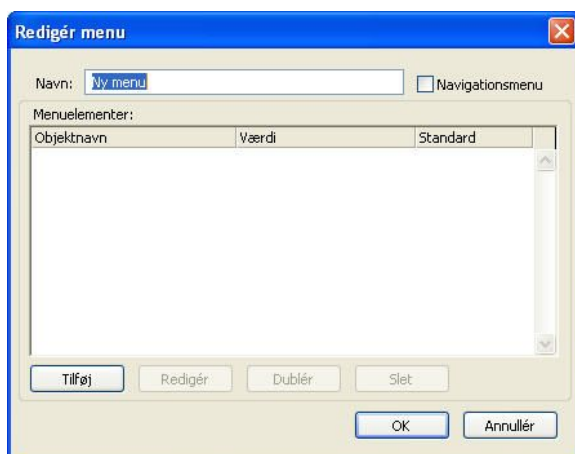 Redigér menu
Navn: Ny menu Navigationsmenu
Menuelementer:
Objektnavn Værdi Standard
Tilføj Redigér Dublér Slet
OK Annullér